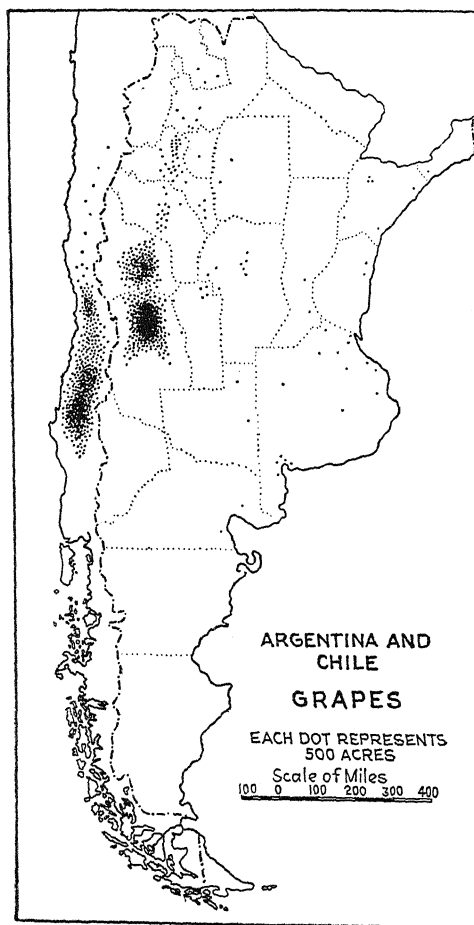 ARGENTINA AND
CHILE
GRAPES
EACH DOT REPRESENTS
500 ACRES
Scale of Miles
100 0 100 200 300 400